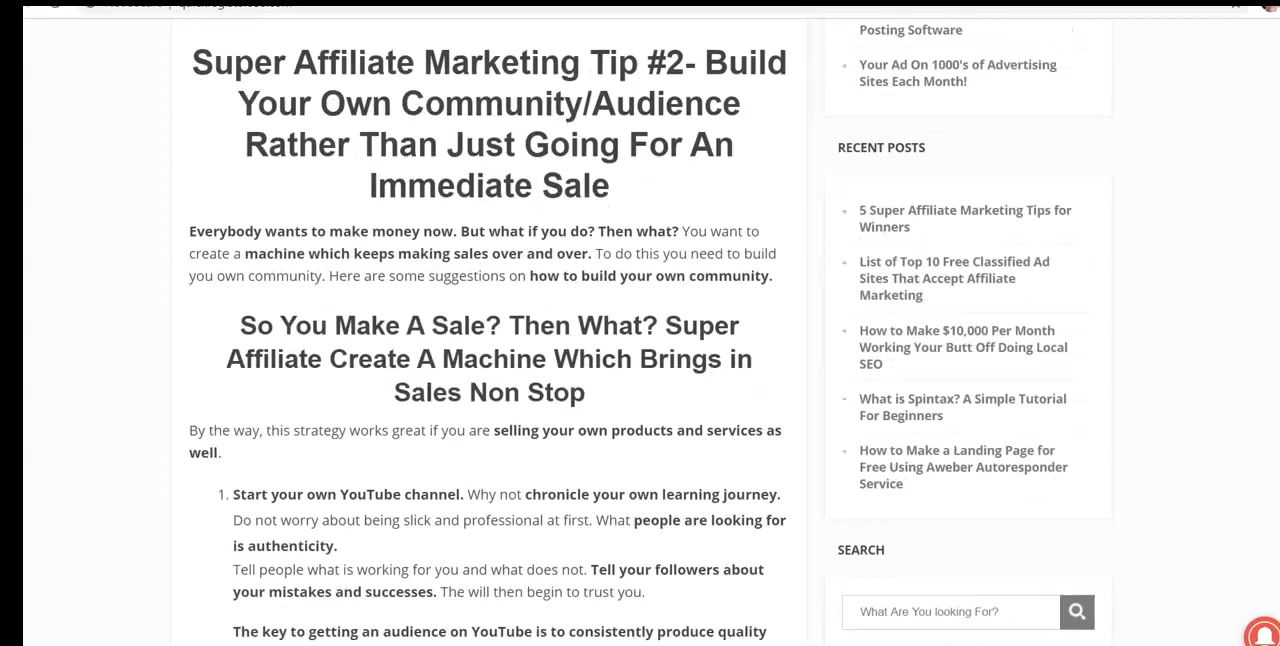 Super Affiliate Marketing Tip #2- Build
Your Own Community/Audience
Rather Than Just Going For An
Immediate Sale
Everybody wants to make money now. But what if you do? Then what? You want to
create a machine which keeps making sales over and over. To do this you need to build
you own community. Here are some suggestions on how to build your own community.
So You Make A Sale? Then What? Super
Affiliate Create A Machine Which Brings in
Sales Non Stop
By the way, this strategy works great if you are selling your own products and services as
well.
1. Start your own YouTube channel. Why not chronicle your own learning journey.
Do not worry about being slick and professional at first. What people are looking for
is authenticity.
Tell people what is working for you and what does not. Tell your followers about
your mistakes and successes. The will then begin to trust you.
The key to getting an audience on YouTube is to consistently produce quality
Posting Software
Your Ad On 1000's of Advertising
Sites Each Month!
RECENT POSTS
5 Super Affiliate Marketing Tips for
Winners
List of Top 10 Free Classified Ad
Sites That Accept Affiliate
Marketing
How to Make $10,000 Per Month
Working Your Butt Off Doing Local
SEO
What is Spintax? A Simple Tutorial
For Beginners
How to Make a Landing Page for
Free Using Aweber Autoresponder
Service
SEARCH
What Are You looking For?